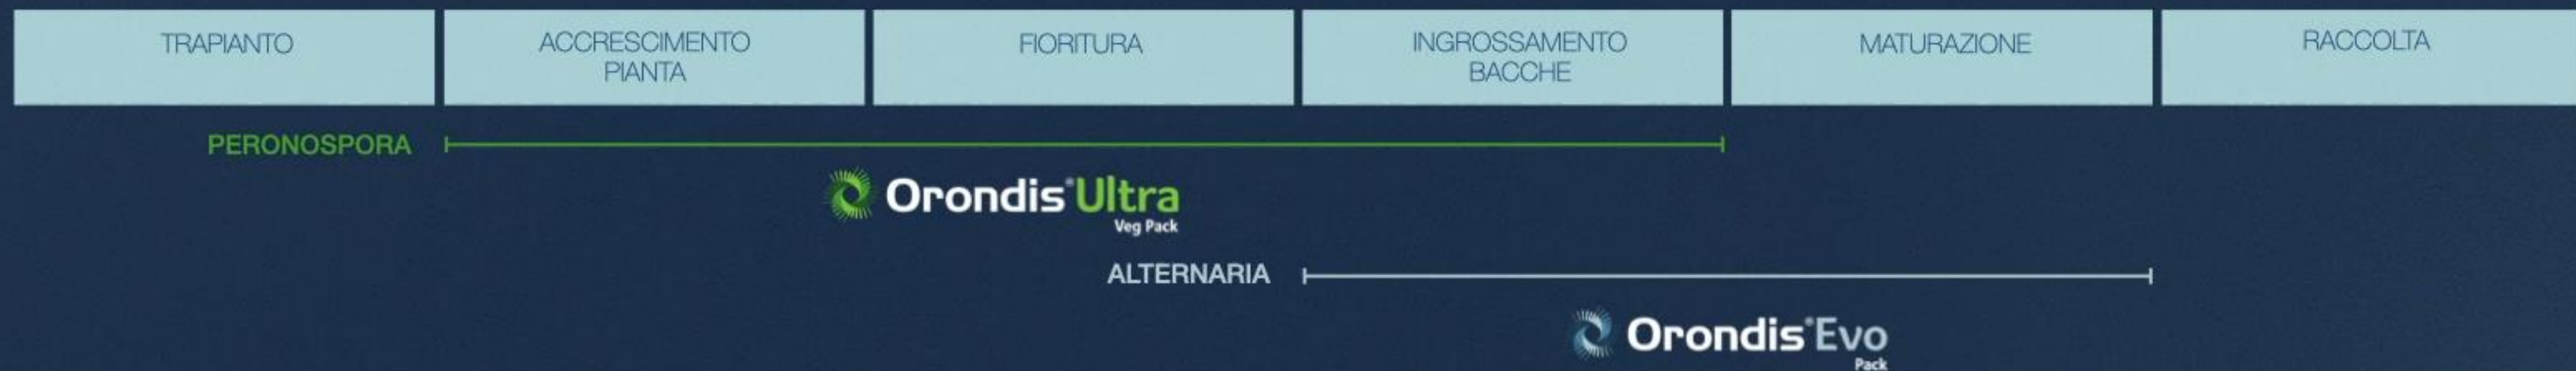 TRAPIANTO
ACCRESCIMENTO
PIANTA
FIORITURA
INGROSSAMENTO
BACCHE
MATURAZIONE
RACCOLTA
PERONOSPORA
Orondis® Ultra
Veg Pack
ALTERNARIA
Orondis® Evo
Pack